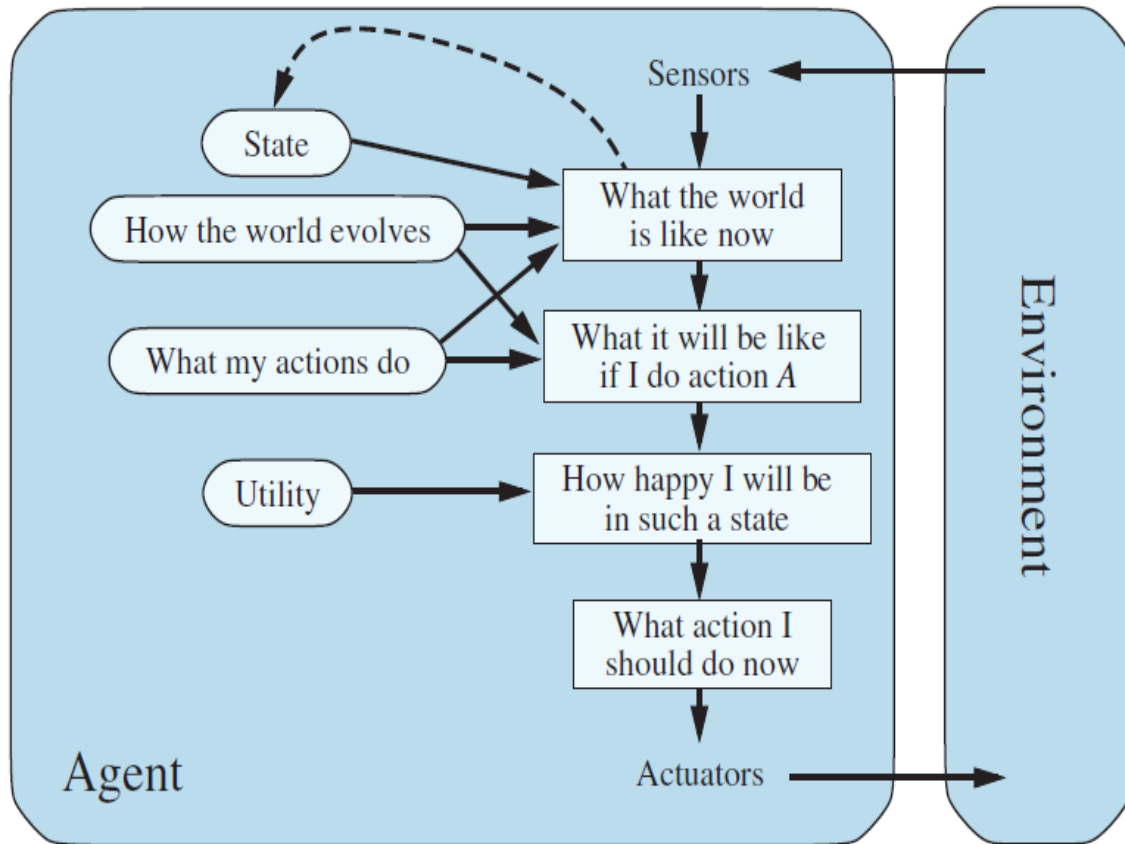 Sensors
State
What the world
is like now
How the world evolves
What it will be like
if I do action A
What my actions do
How happy I will be
in such a state
Utility
What action I
should do now
Agent
Actuators
Environment